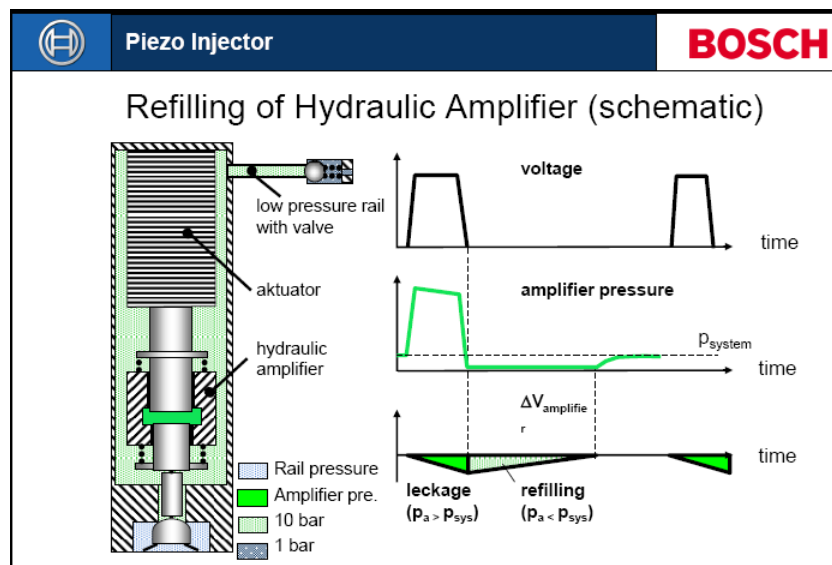 Piezo Injector
BOSCH
Refilling of Hydraulic Amplifier (schematic)
low pressure rail
with valve
aktuator
hydraulic
amplifier
Rail pressure
Amplifier pre.
10 bar
1 bar
voltage
time
amplifier pressure
psystem
time
ΔVamplifie
r
time
leckage
(pa > psys)
refilling
(pa < psys)